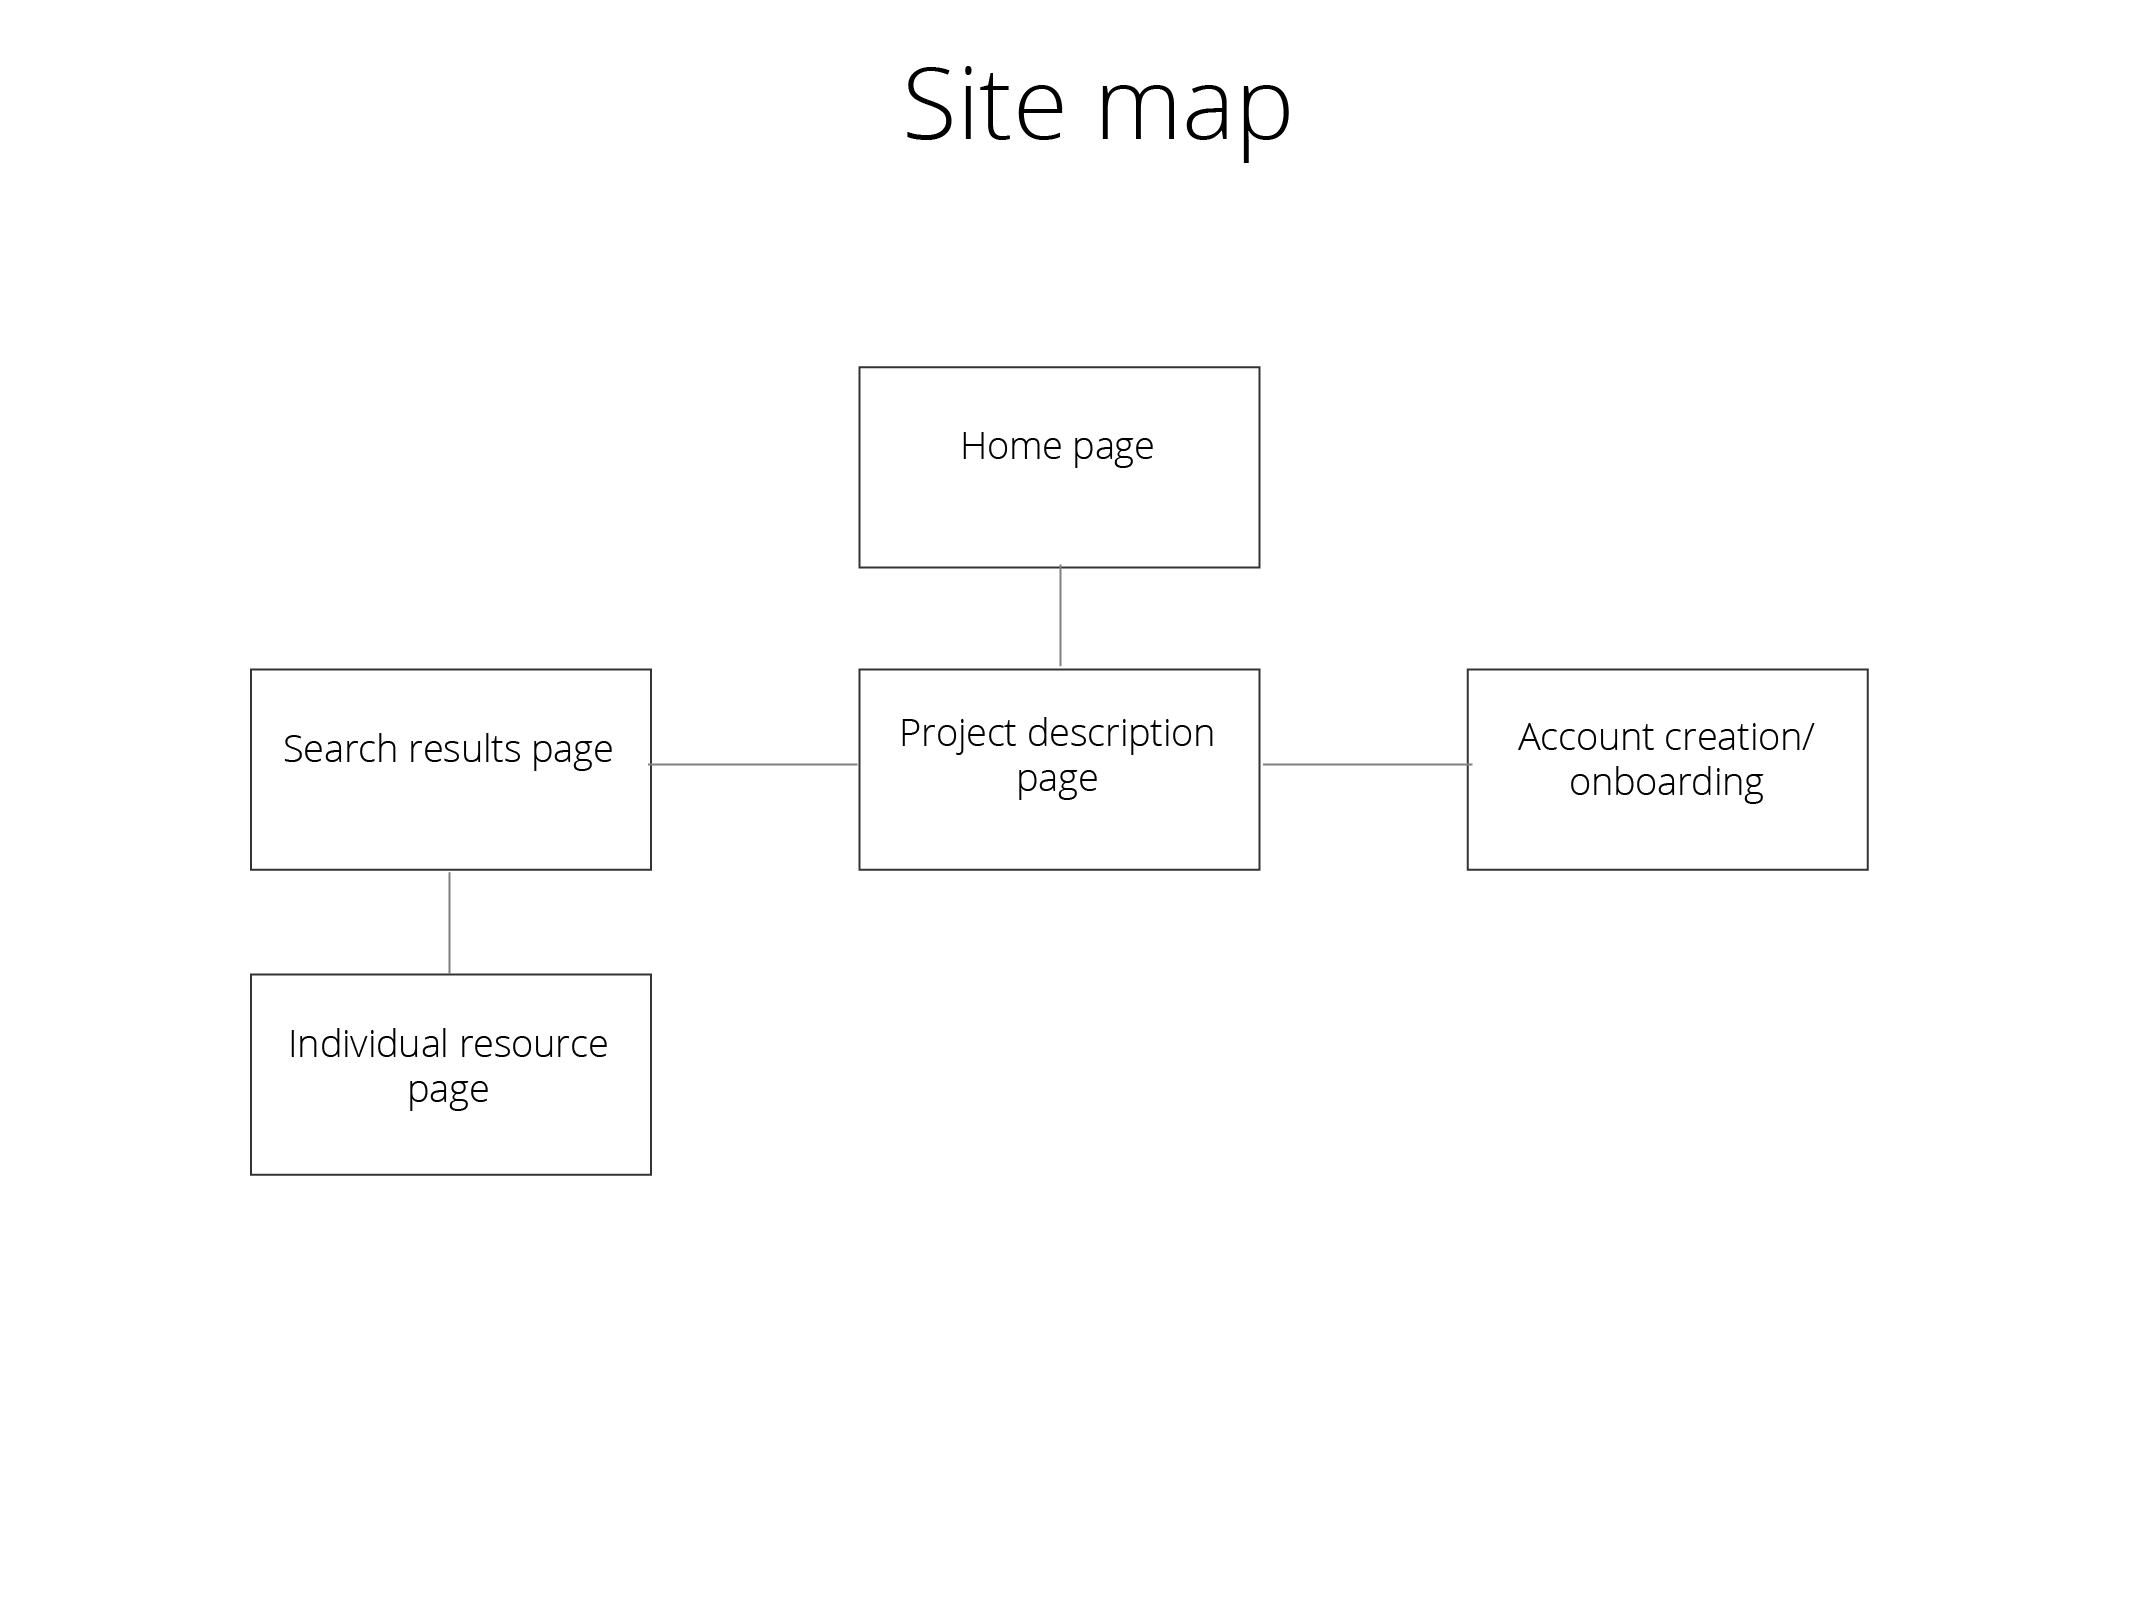 Site map
Home page
Search results page
Project description
page
Account creation/
onboarding
Individual resource
page